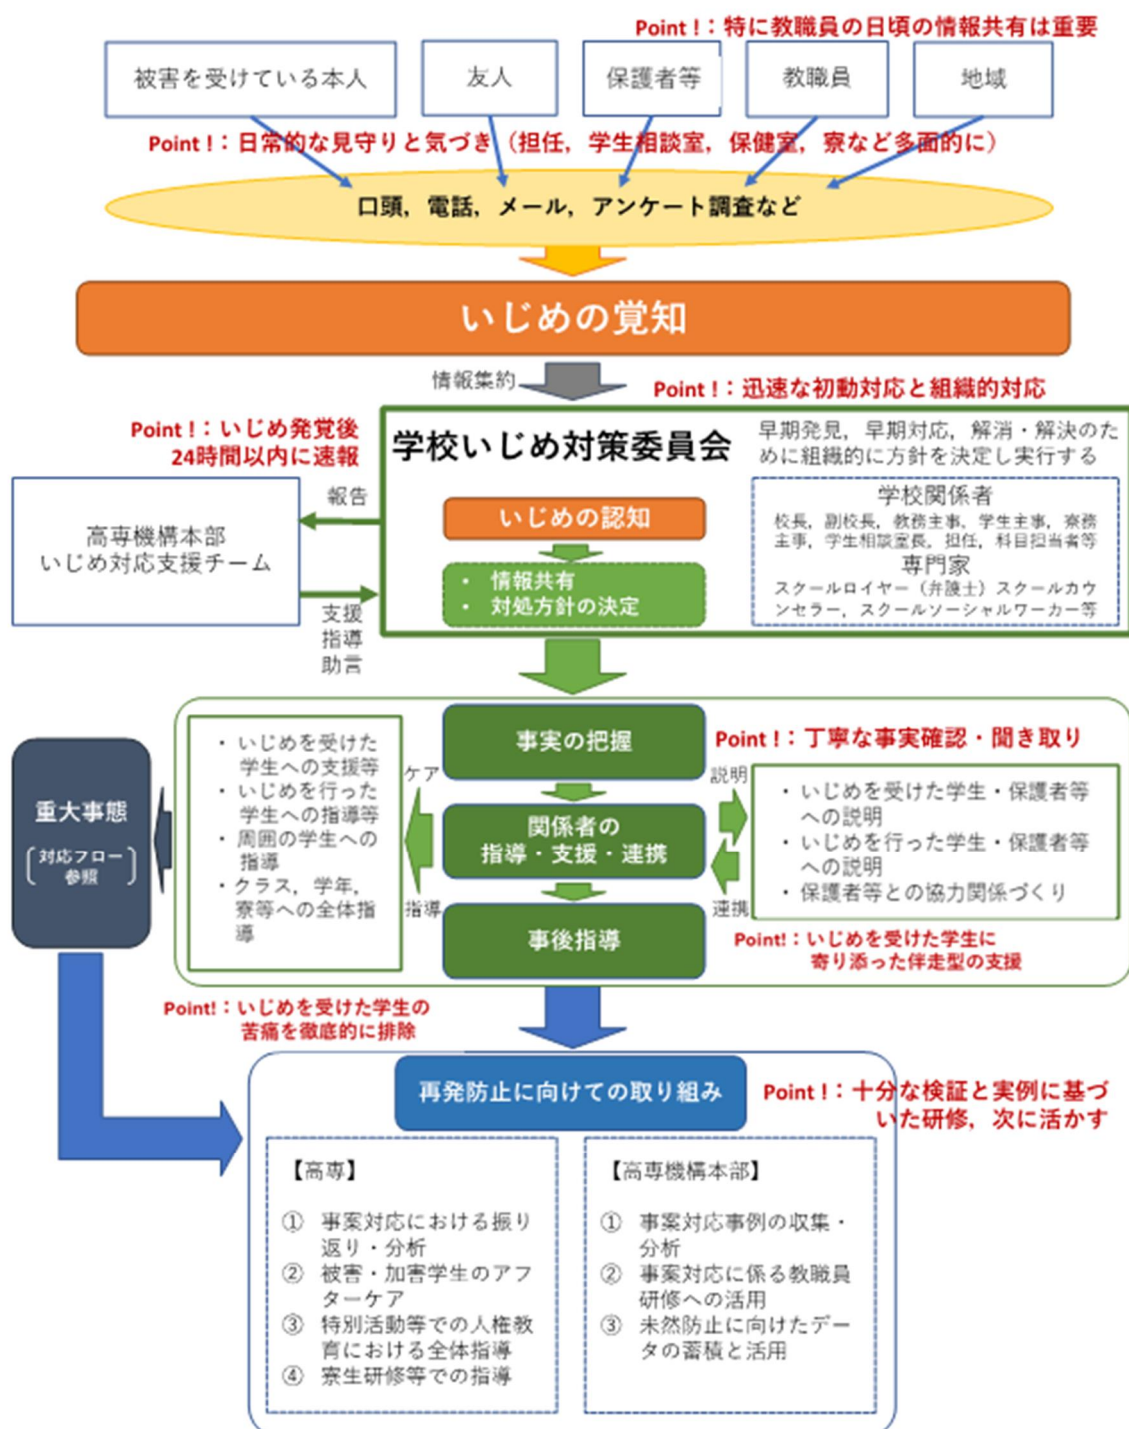 Point！：特に教職員の日頃の情報共有は重要
被害を受けている本人
友人
保護者等
教職員
地域
Point！：日常的な見守りと気づき（担任，学生相談室，保健室，寮など多面的に）
口頭，電話，メール，アンケート調査など
いじめの覚知
情報集約
Point！：迅速な初動対応と組織的対応
Point！：いじめ発覚後
24時間以内に速報
学校いじめ対策委員会
早期発見，早期対応，解消・解決のた
めに組織的に方針を決定し実行する
報告
高専機構本部
いじめ対応支援チーム
支援
指導
助言
いじめの認知
・ 情報共有
・ 対処方針の決定
学校関係者
校長，副校長，教務主事，学生主事，寮務
主事，学生相談室長，担任，科目担当者等
専門家
スクールロイヤー（弁護士）スクールカウ
ンセラー，スクールソーシャルワーカー等
事実の把握
Point！：丁寧な事実確認・聞き取り
重大事態
対応フロー
参照
・ いじめを受けた
学生への支援等
・ いじめを行った
学生への指導等
・ 周囲の学生への
指導
・ クラス，学年，
寮等への全体指
導
ケア
指導
関係者の
指導・支援・連携
説明
連携
・ いじめを受けた学生・保護者等
への説明
・ いじめを行った学生・保護者等
への説明
・ 保護者等との協力関係づくり
事後指導
Point!：いじめを受けた学生に
寄り添った伴走型の支援
Point!：いじめを受けた学生の
苦痛を徹底的に排除
再発防止に向けての取り組み
Point！：十分な検証と実例に基づ
いた研修，次に活かす
【高専】
① 事案対応における振り
返り・分析
② 被害・加害学生のアフ
ターケア
③ 特別活動等での人権教
育における全体指導
④ 寮生研修等での指導
【高専機構本部】
① 事案対応事例の収集・
分析
② 事案対応に係る教職員
研修への活用
③ 未然防止に向けたデー
タの蓄積と活用